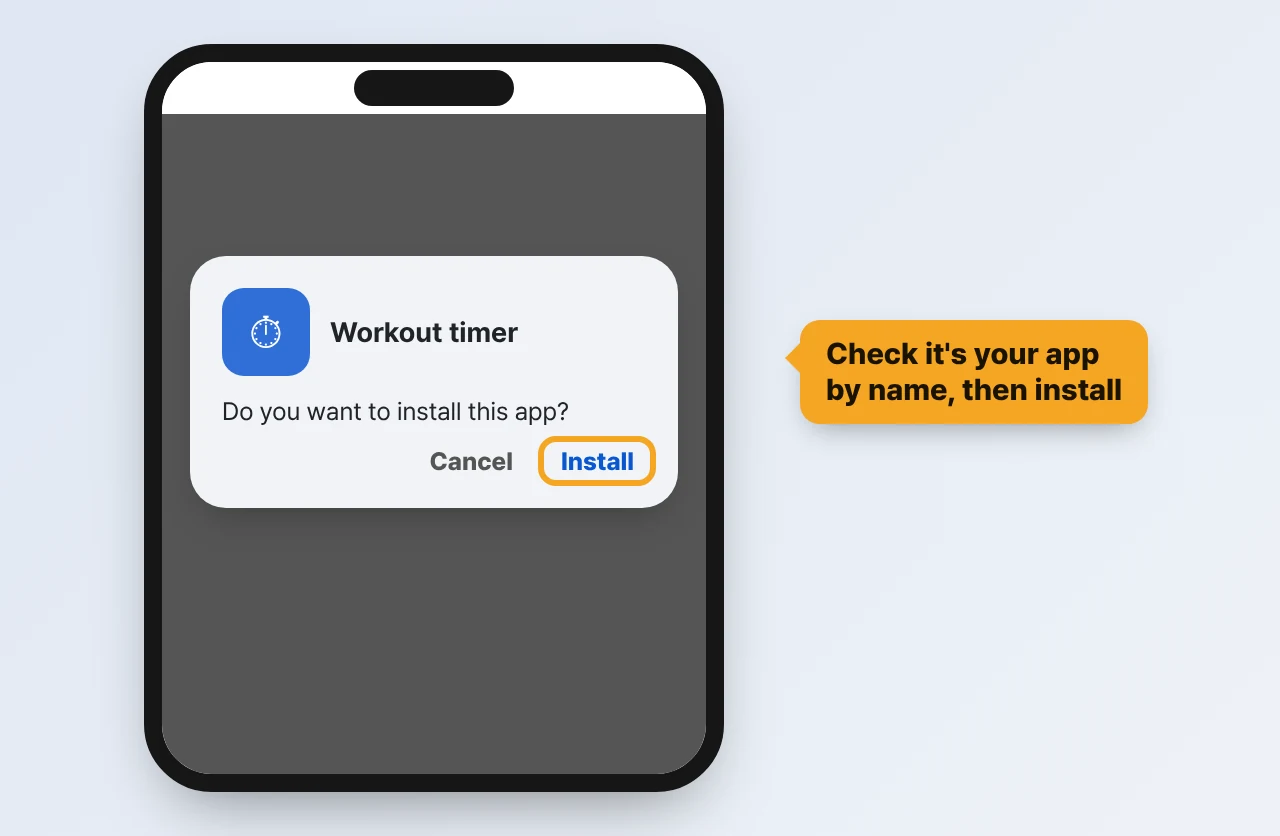 Workout timer
Do you want to install this app?
Cancel Install
Check it's your app
by name, then install